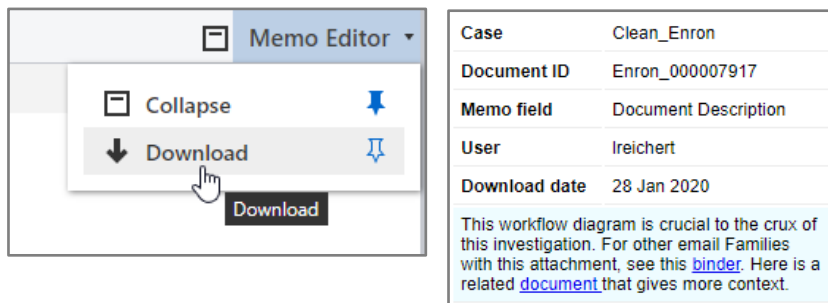 Memo Editor
Collapse
Download
Download
Case Clean_Enron
Document ID Enron_000007917
Memo field Document Description
User lreichert
Download date 28 Jan 2020
This workflow diagram is crucial to the crux of
this investigation. For other email Families
with this attachment, see this binder. Here is a
related document that gives more context.